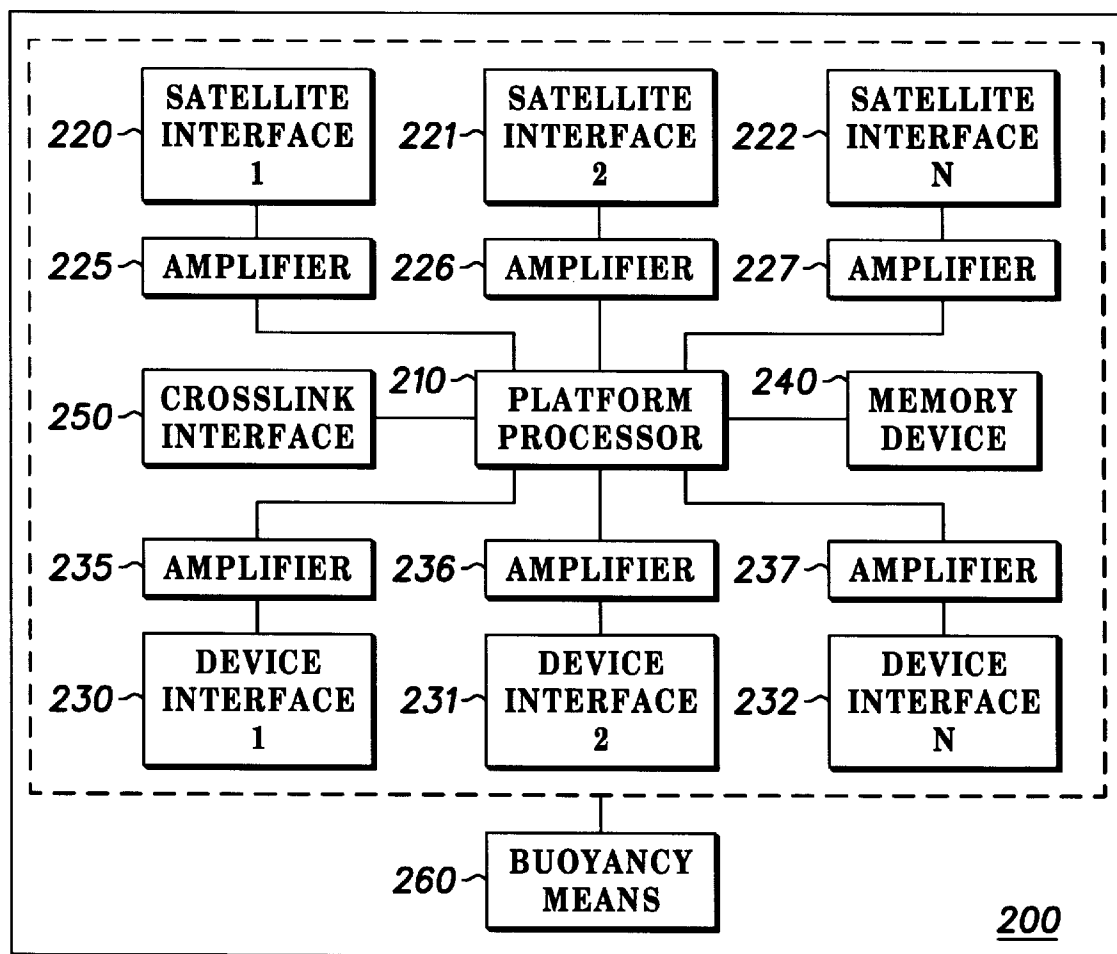 220
SATELLITE
INTERFACE
1
221
SATELLITE
INTERFACE
2
222
SATELLITE
INTERFACE
N
225
AMPLIFIER
226
AMPLIFIER
227
AMPLIFIER
250
CROSSLINK
INTERFACE
210
PLATFORM
PROCESSOR
240
MEMORY
DEVICE
235
AMPLIFIER
236
AMPLIFIER
237
AMPLIFIER
230
DEVICE
INTERFACE
1
231
DEVICE
INTERFACE
2
232
DEVICE
INTERFACE
N
260
BUOYANCY
MEANS
200